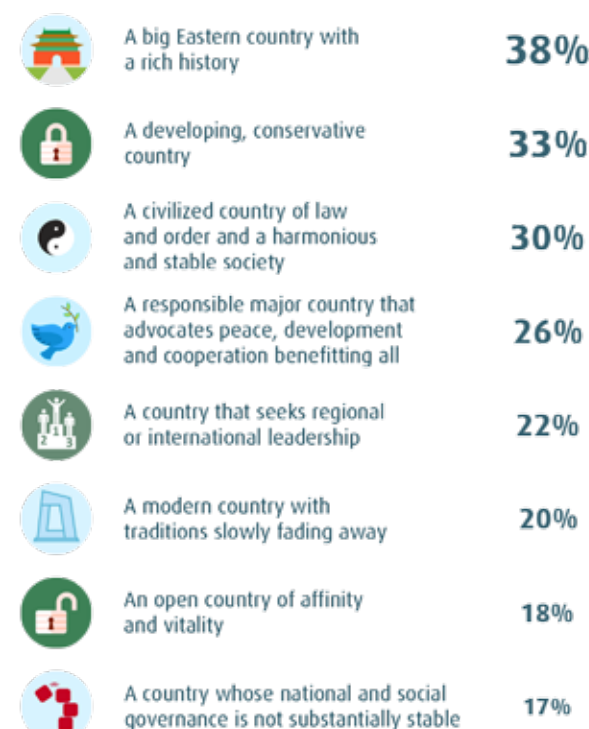 A big Eastern country with
a rich history
38%
A developing, conservative
country
33%
A civilized country of law
and order and a harmonious
and stable society
30%
A responsible major country that
advocates peace, development
and cooperation benefitting all
26%
2 1 3
A country that seeks regional
or international leadership
22%
A modern country with
traditions slowly fading away
20%
An open country of affinity
and vitality
18%
A country whose national and social
governance is not substantially stable
17%